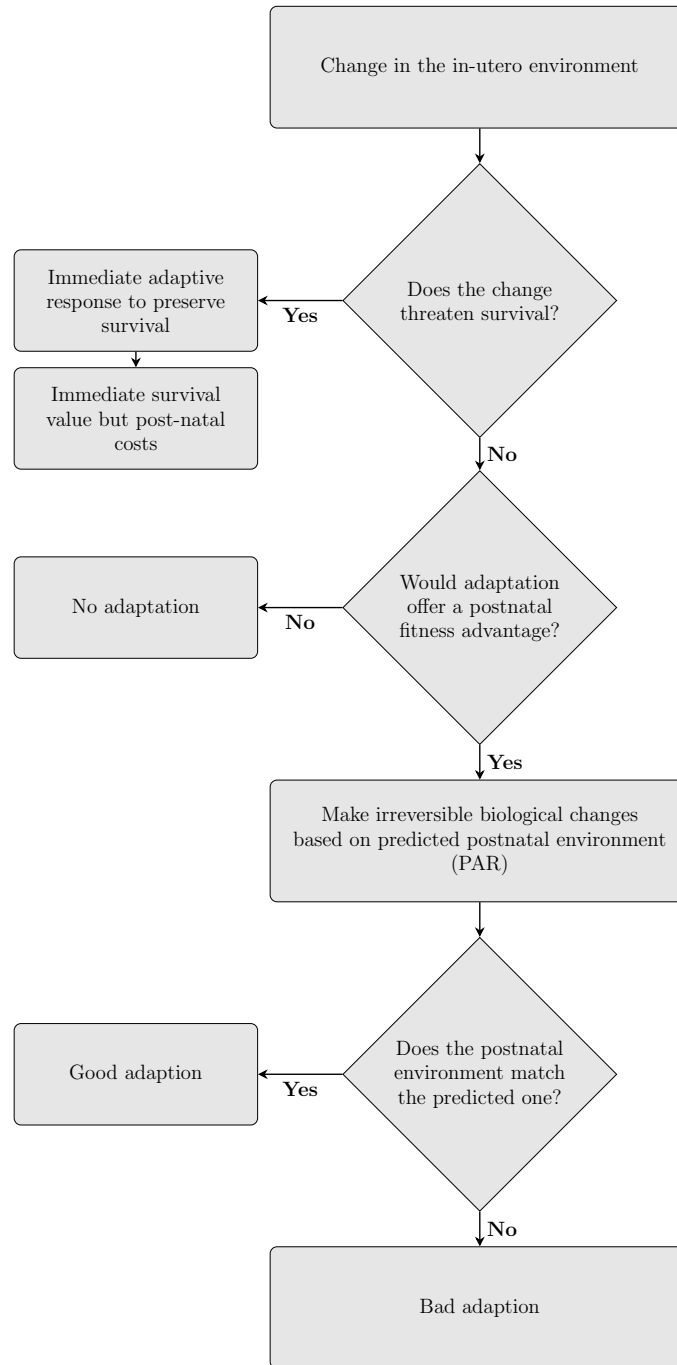 Change in the in-utero environment
Does the change
threaten survival?
Yes
Immediate adaptive
response to preserve
survival
Immediate survival
value but post-natal
costs
No
Would adaptation
offer a postnatal
fitness advantage?
No
No adaptation
Yes
Make irreversible biological changes
based on predicted postnatal environment
(PAR)
Does the postnatal
environment match
the predicted one?
Yes
Good adaption
No
Bad adaption